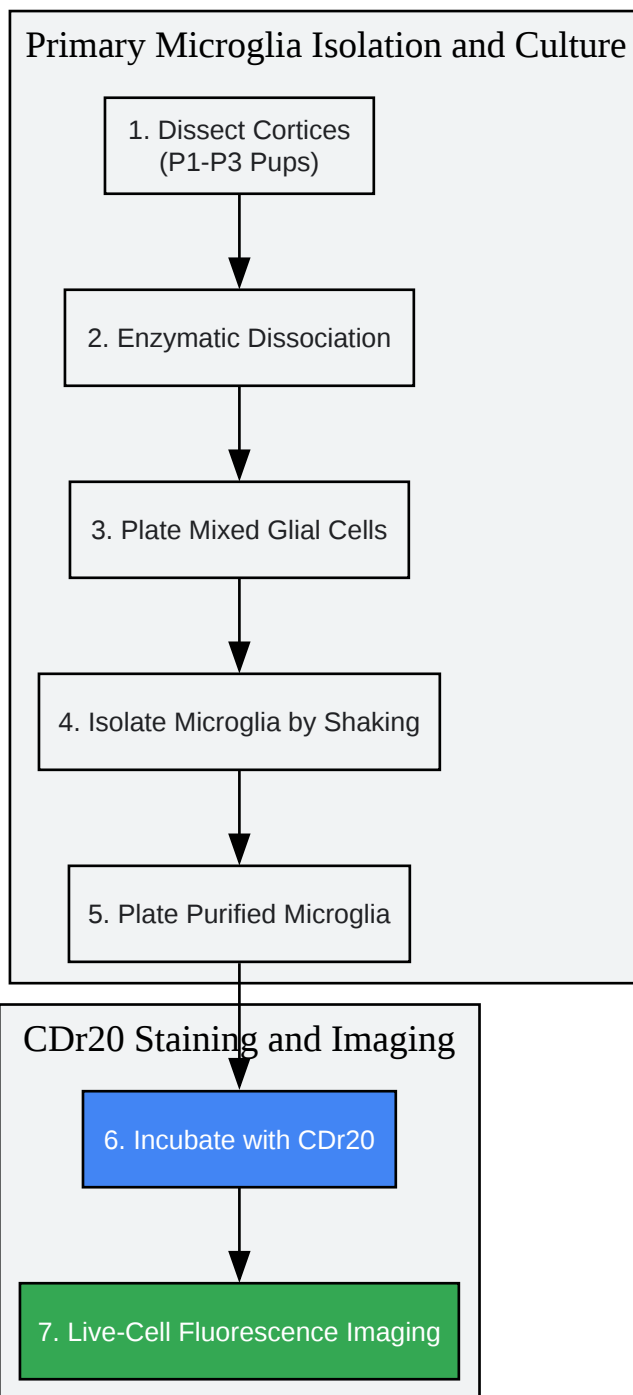 Primary Microglia Isolation and Culture
1. Dissect Cortices
(P1-P3 Pups)
2. Enzymatic Dissociation
3. Plate Mixed Glial Cells
4. Isolate Microglia by Shaking
5. Plate Purified Microglia
CDr20 Staining and Imaging
6. Incubate with CDr20
7. Live-Cell Fluorescence Imaging